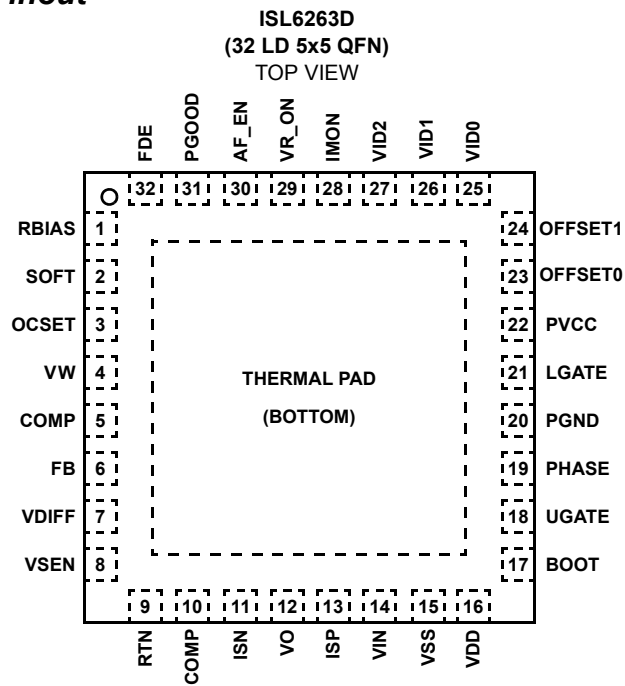 inout
ISL6263D
(32 LD 5x5 QFN)
TOP VIEW
FDE
PGOOD
AF_EN
VR_ON
IMON
VID2
VID1
VID0
32 31 30 29 28 27 26 25
RBIAS 1
SOFT 2
OCSET 3
VW 4
COMP 5
FB 6
VDIFF 7
VSEN 8
THERMAL PAD
(BOTTOM)
24 OFFSET1
23 OFFSET0
22 PVCC
21 LGATE
20 PGND
19 PHASE
18 UGATE
17 BOOT
9 10 11 12 13 14 15 16
RTN
COMP
ISN
VO
ISP
VIN
VSS
VDD